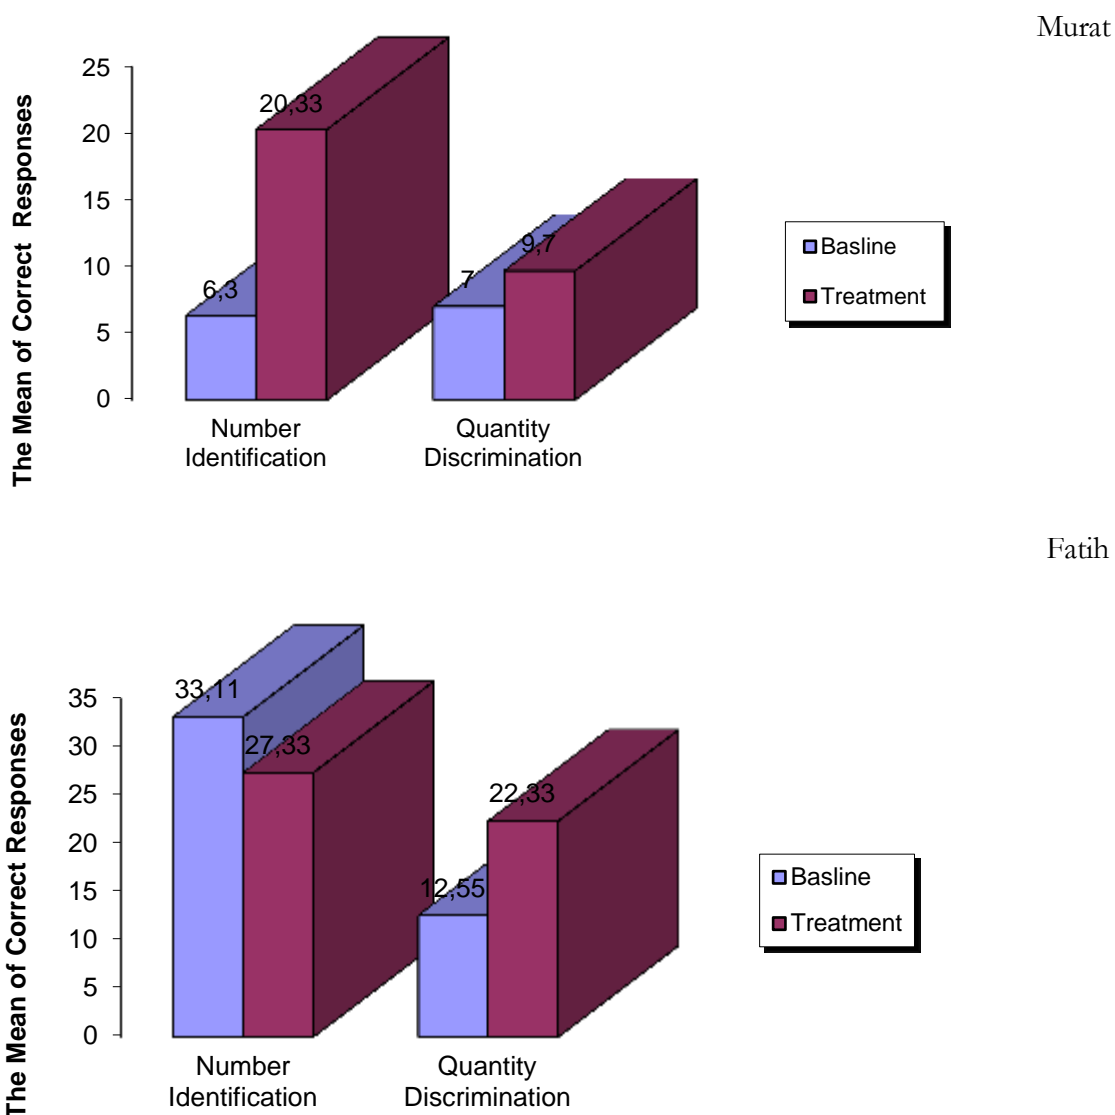 Murat
The Mean of Correct Responses
25
20
15
10
5
0
20,33
6,3
9,7
7
Number
Identification
Quantity
Discrimination
Basline
Treatment
Fatih
The Mean of Correct Responses
35
30
25
20
15
10
5
0
33,11
27,33
22,33
12,55
Number
Identification
Quantity
Discrimination
Basline
Treatment